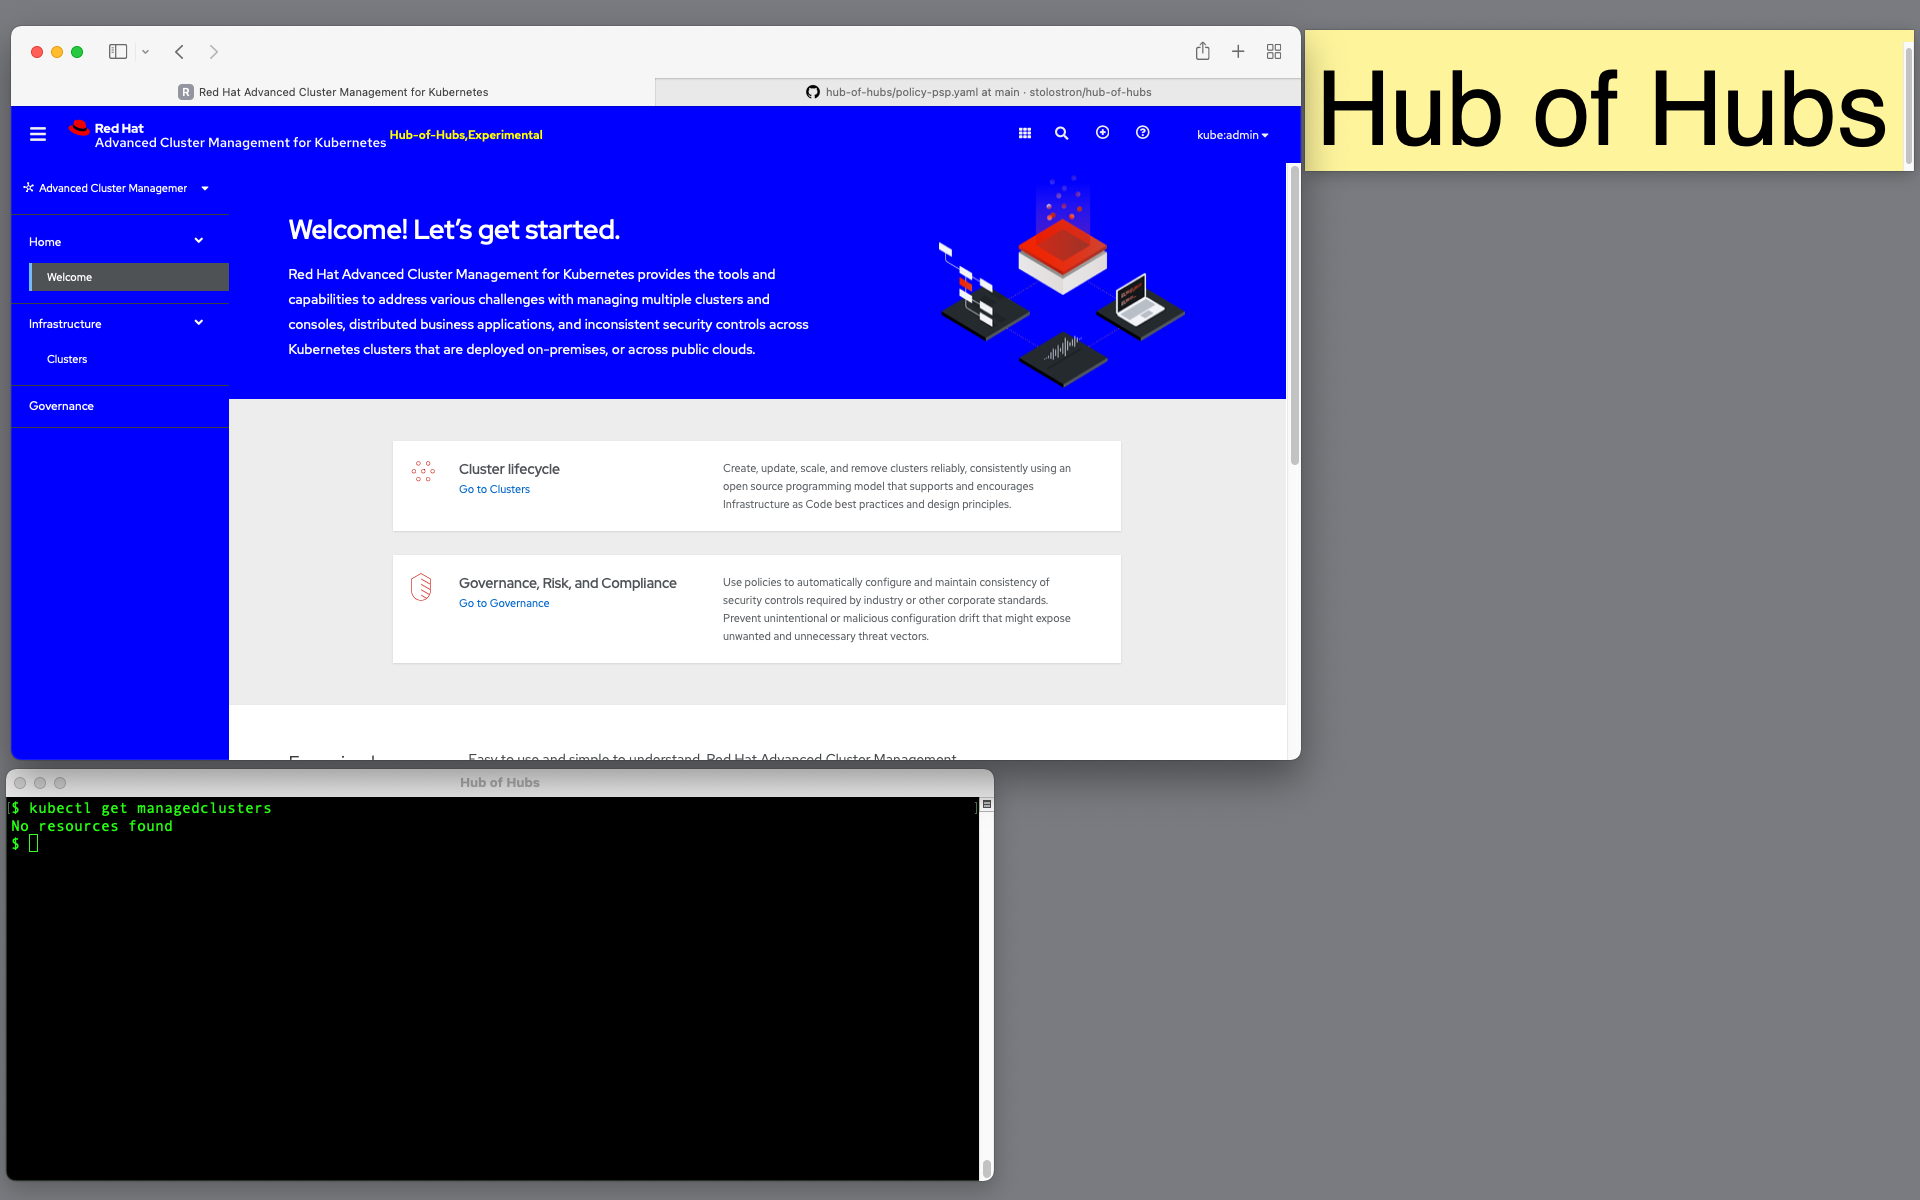 R Red Hat Advanced Cluster Management for Kubernetes
hub-of-hubs/policy-psp.yaml at main · stolostron/hub-of-hubs
Hub of Hubs
Red Hat
Advanced Cluster Management for Kubernetes
Hub-of-Hubs,Experimental
kube:admin
Advanced Cluster Managemer
Home
Welcome
Infrastructure
Clusters
Governance
Welcome! Let's get started.
Red Hat Advanced Cluster Management for Kubernetes provides the tools and
capabilities to address various challenges with managing multiple clusters and
consoles, distributed business applications, and inconsistent security controls across
Kubernetes clusters that are deployed on-premises, or across public clouds.
Cluster lifecycle
Go to Clusters
Create, update, scale, and remove clusters reliably, consistently using an
open source programming model that supports and encourages
Infrastructure as Code best practices and design principles.
Governance, Risk, and Compliance
Go to Governance
Use policies to automatically configure and maintain consistency of
security controls required by industry or other corporate standards.
Prevent unintentional or malicious configuration drift that might expose
unwanted and unnecessary threat vectors.
Easy to use and simple to understand, Red Hat Advanced Cluster Management
Hub of Hubs
[$ kubectl get managedclusters ]
No resources found
$